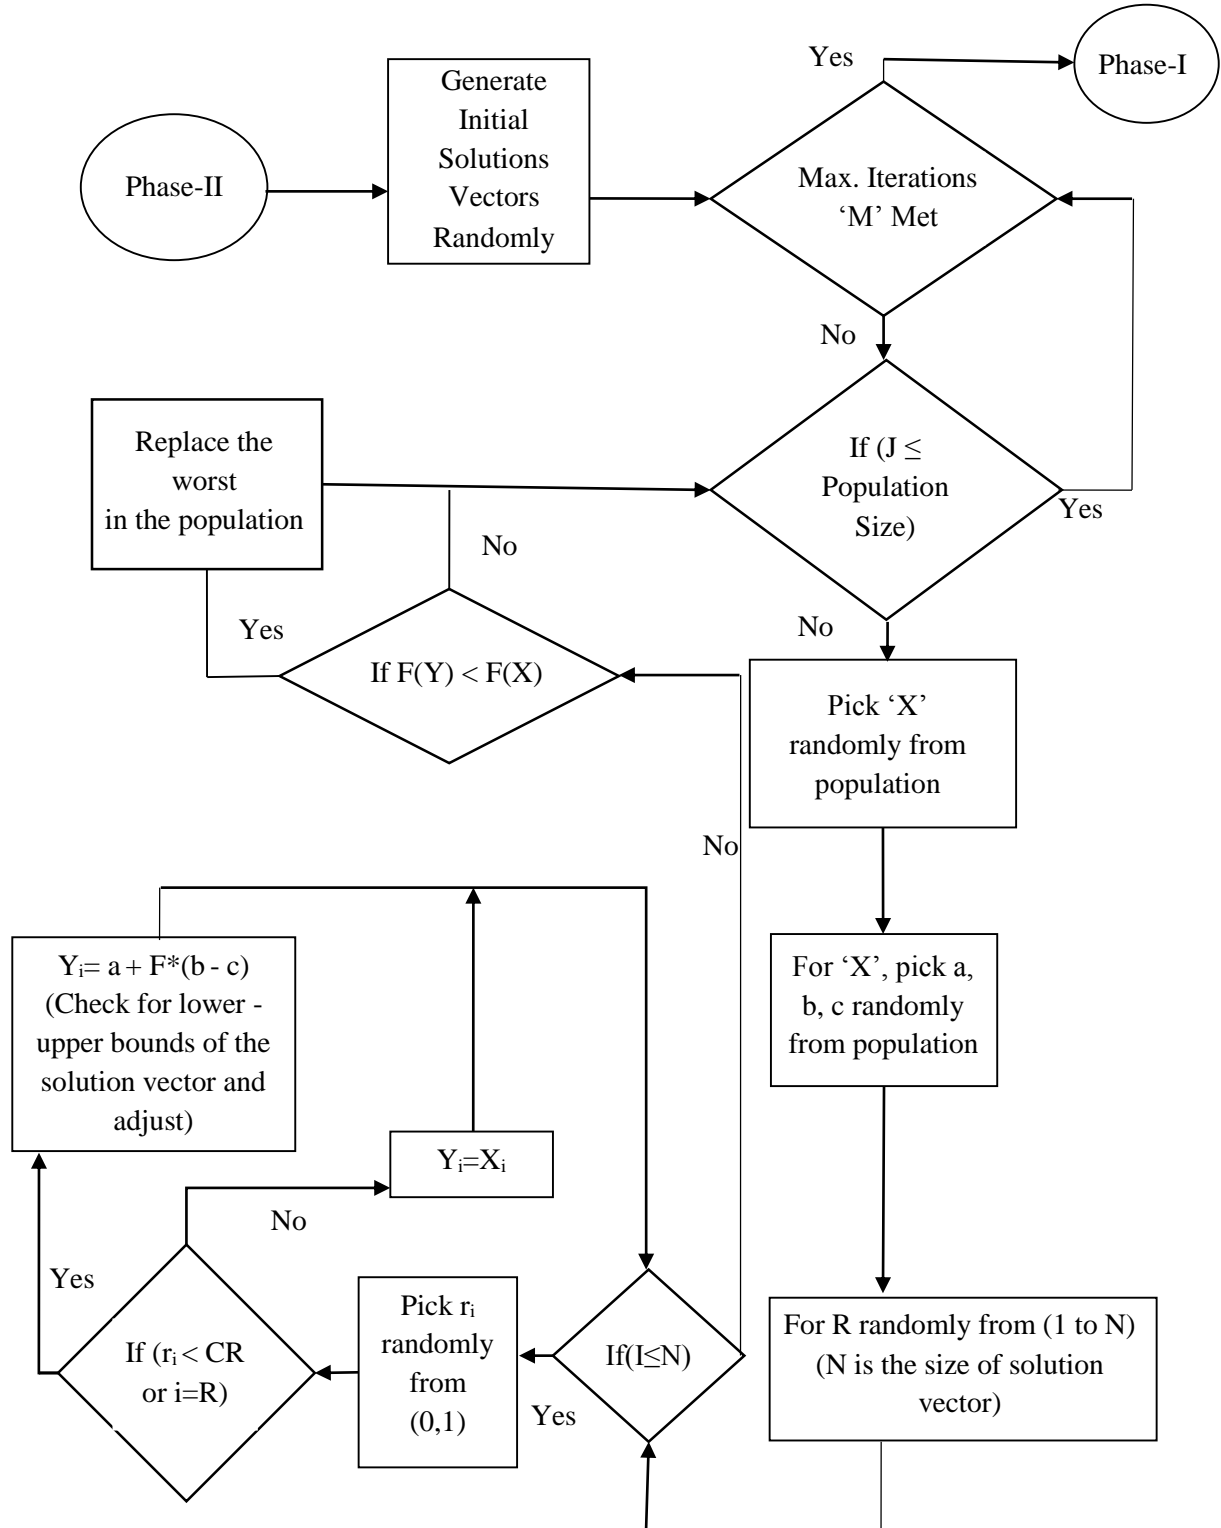 Phase-II
Generate
Initial
Solutions
Vectors
Randomly
Yes
Phase-I
Max. Iterations
‘M’ Met
No
If (J ≤
Population
Size)
Yes
Replace the
worst
in the population
No
Yes
If F(Y) < F(X)
No
Pick ‘X’
randomly from
population
No
For ‘X’, pick a,
b, c randomly
from population
Yi= a + F*(b - c)
(Check for lower -
upper bounds of the
solution vector and
adjust)
Yi=Xi
No
Yes
If (ri < CR
or i=R)
Pick ri
randomly
from
(0,1)
Yes
If(I≤N)
For R randomly from (1 to N)
(N is the size of solution
vector)